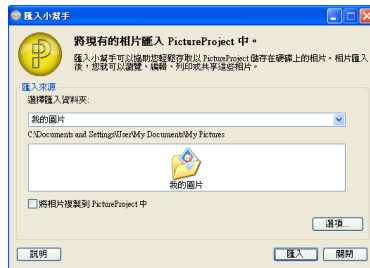 匯入小幫手
將現有的相片匯入 PictureProject 中。
匯入小幫手可以協助您輕鬆存取以 PictureProject 儲存在硬碟上的相片。相片匯入
後，您就可以瀏覽、編輯、列印或共享這些相片。
匯入來源
選擇匯入資料夾:
我的圖片
C:\Documents and Settings\User\My Documents\My Pictures
我的圖片
將相片複製到 PictureProject 中
選項...
說明
匯入
關閉